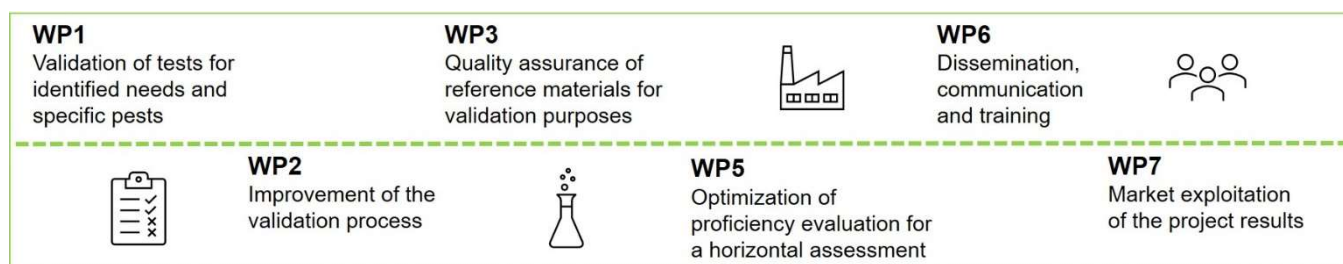 WP1
Validation of tests for
identified needs and
specific pests
WP3
Quality assurance of
reference materials for
validation purposes
WP6
Dissemination,
communication
and training
WP2
Improvement of the
validation process
WP5
Optimization of
proficiency evaluation for
a horizontal assessment
WP7
Market exploitation
of the project results